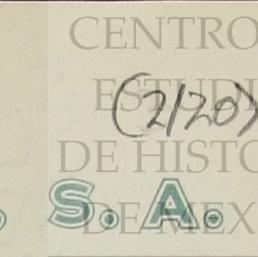 CENTRO
ESTUDI
(2/20)
DE HISTO
. S. A.
DE MEX